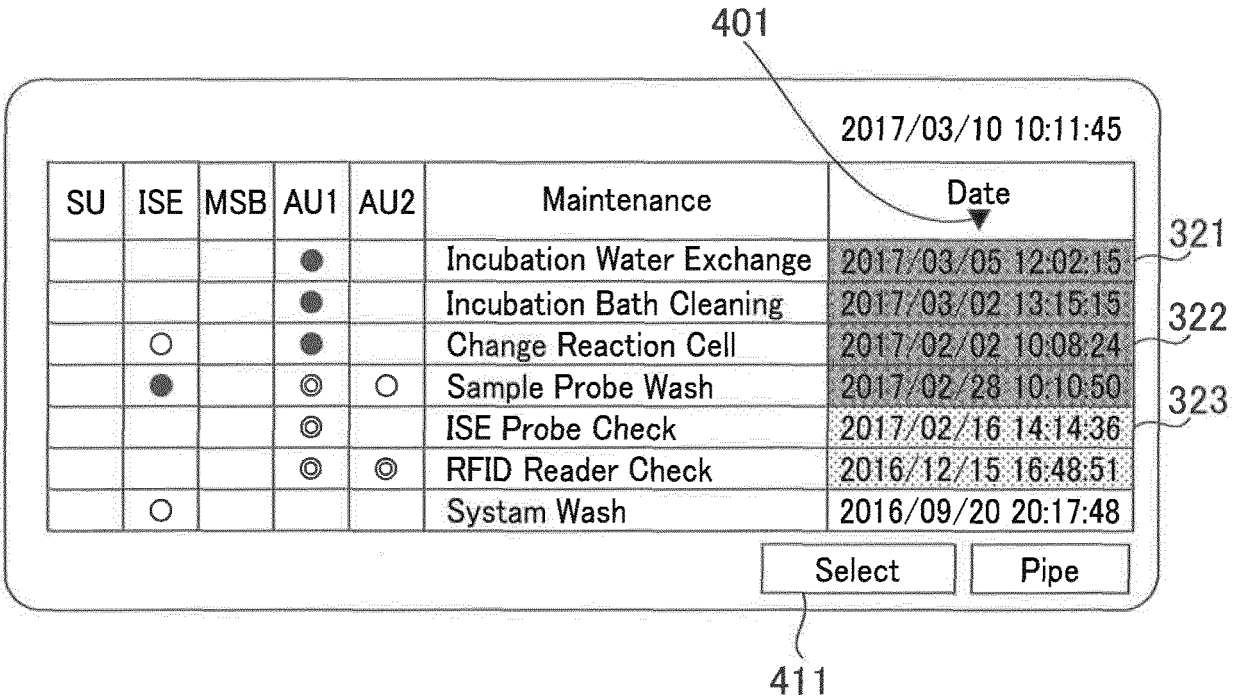 401
2017/03/10 10:11:45
SU ISE MSB AU1 AU2 Maintenance Date
▼
321
● Incubation Water Exchange 2017/03/05 12:02:15
● Incubation Bath Cleaning 2017/03/02 13:15:15
322
○ ● Change Reaction Cell 2017/02/02 10:08:24
● ◎ ○ Sample Probe Wash 2017/02/28 10:10:50
323
◎ ISE Probe Check 2017/02/16 14:14:36
◎ ◎ RFID Reader Check 2016/12/15 16:48:51
○ Systam Wash 2016/09/20 20:17:48
Select Pipe
411